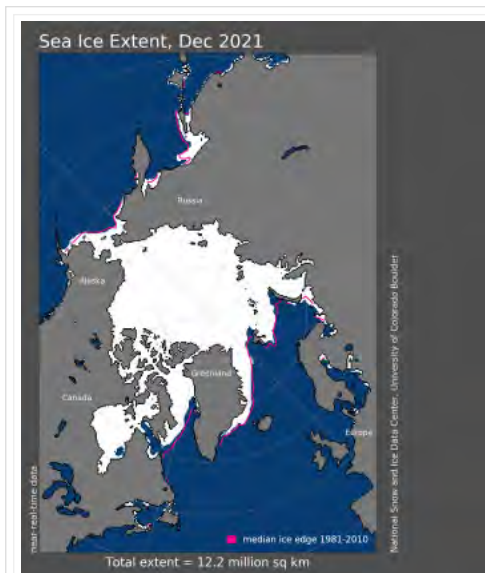 Sea Ice Extent, Dec 2021
Russia
Alaska
Greenland
Canada
Europe
near-real-time data
National Snow and Ice Data Center, University of Colorado Boulder
median ice edge 1981-2010
Total extent = 12.2 million sq km